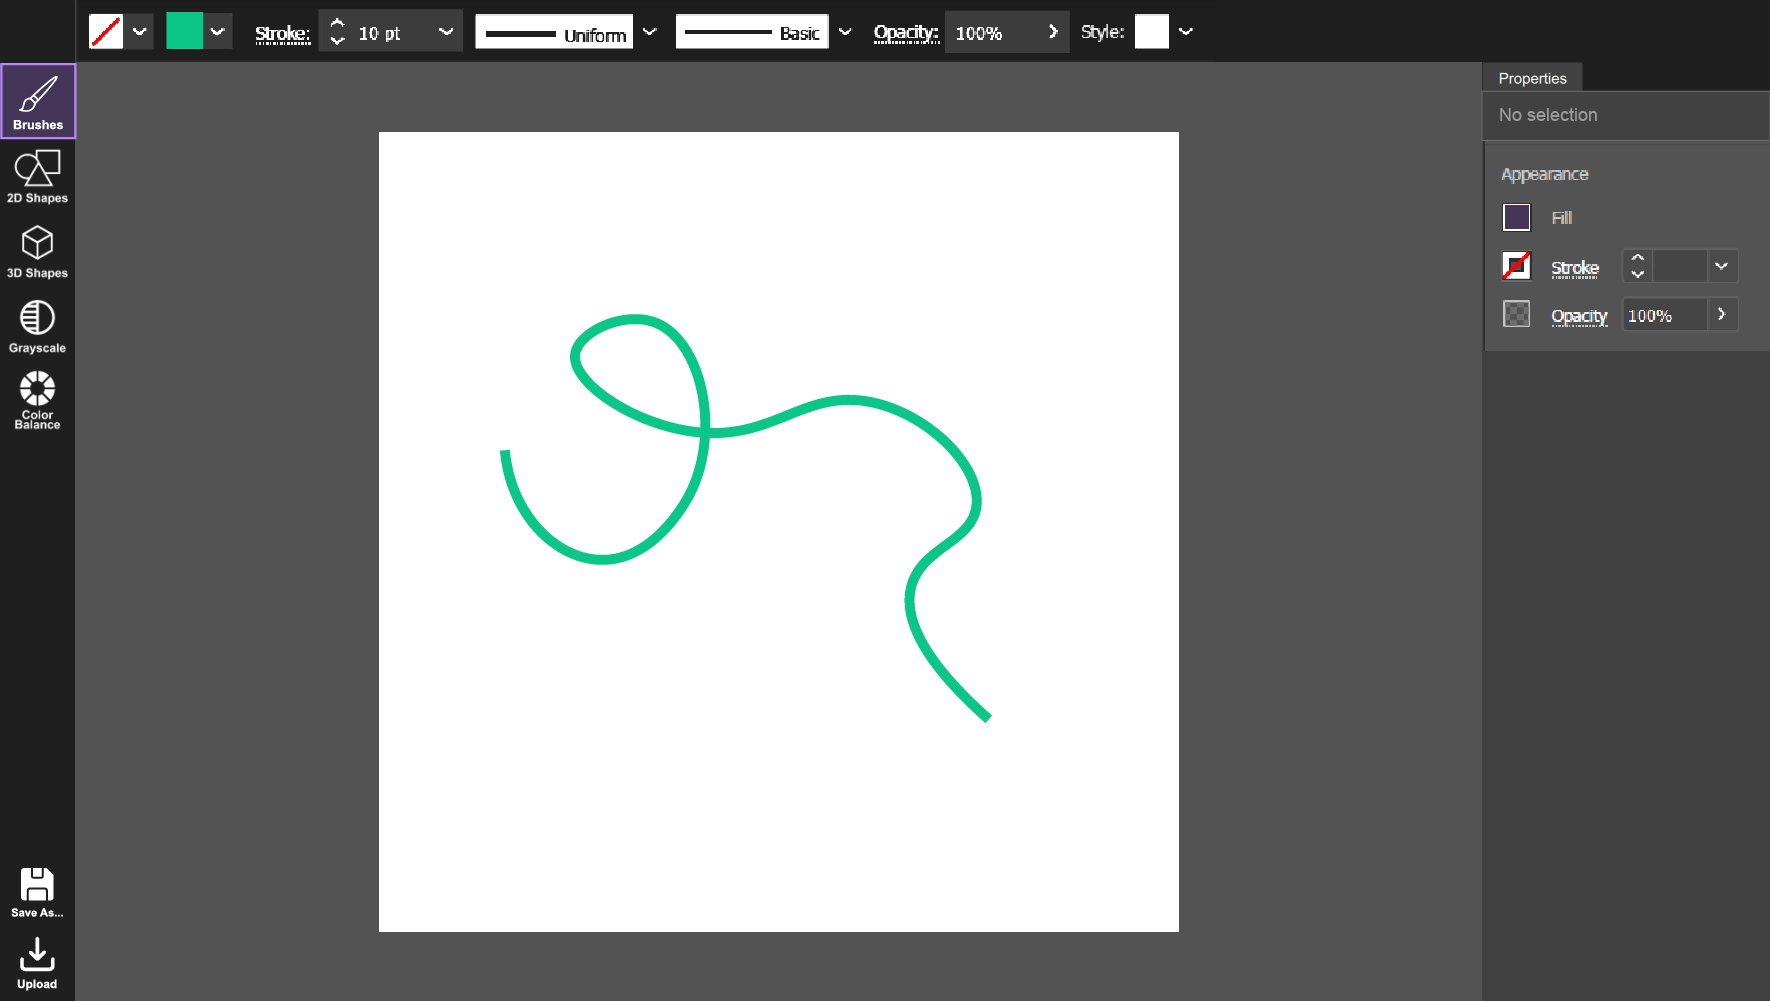 Stroke: 10 pt Uniform Basic Opacity: 100% Style:
Brushes
2D Shapes
3D Shapes
Grayscale
Color
Balance
Save As...
Upload
Properties
No selection
Appearance
Fill
Stroke
Opacity 100%